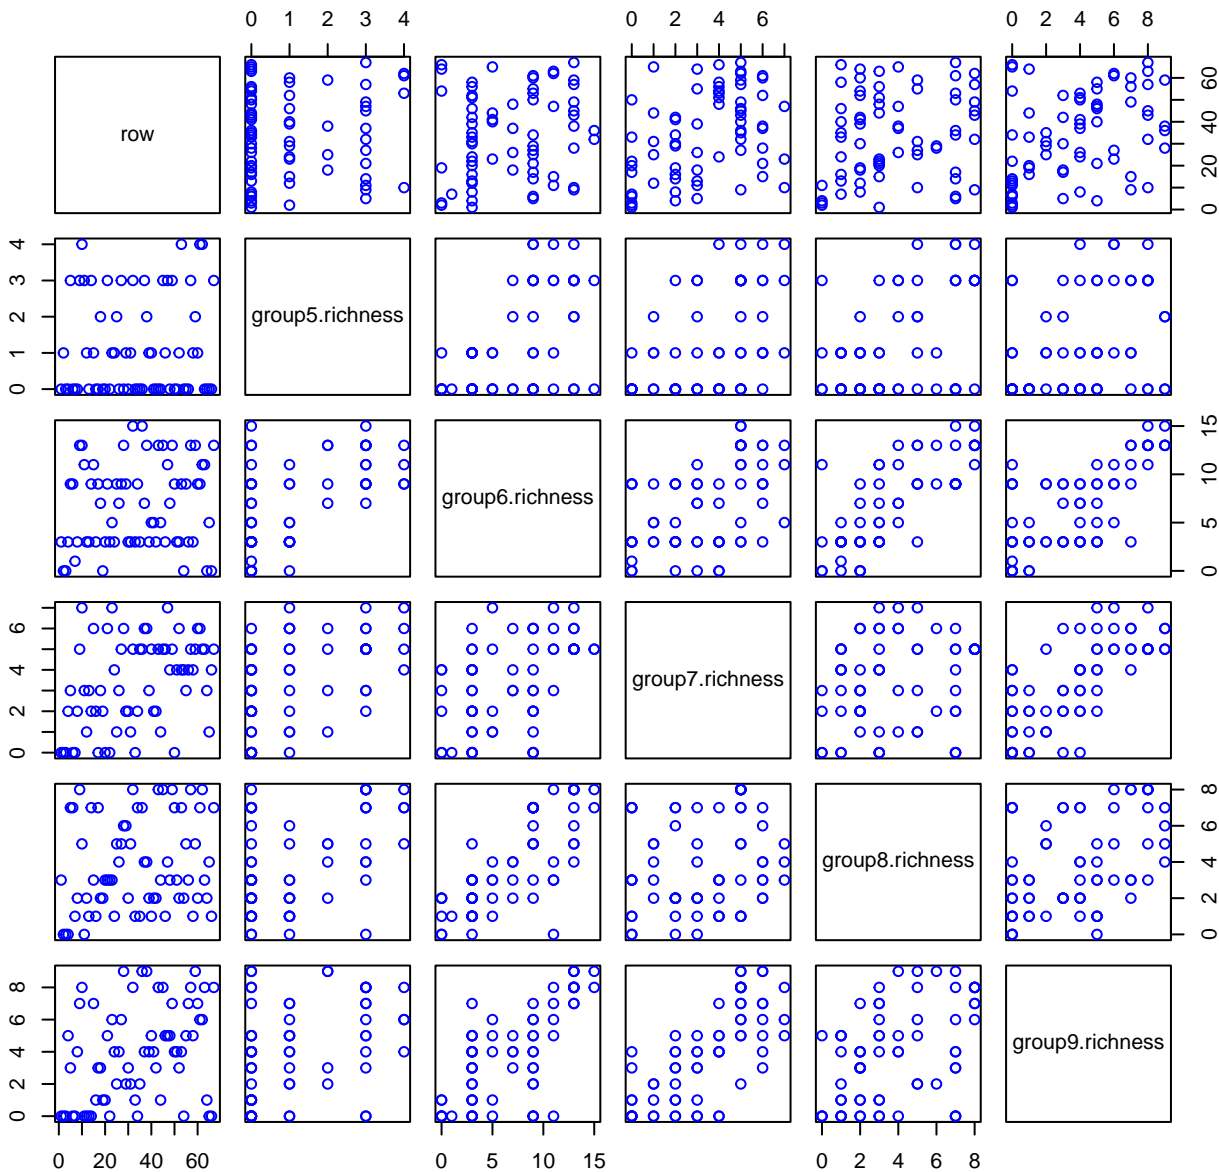 0 1 2 3 4 0 2 4 6 0 2 4 6 8
row
0 20 40 60
0 1 2 3 4
group5.richness
group6.richness
0 5 10 15
0 2 4 6
group7.richness
group8.richness
0 2 4 6 8
0 2 4 6 8
group9.richness
0 20 40 60 0 5 10 15 0 2 4 6 8